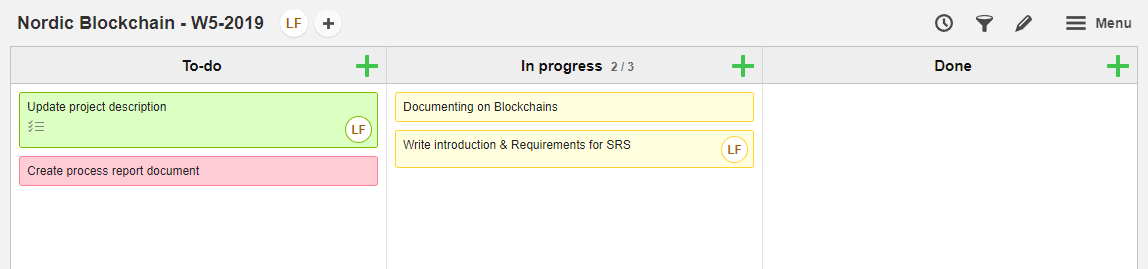 Nordic Blockchain - W5-2019 LF
Menu
To-do
In progress 2 / 3
Done
Update project description
LF
Create process report document
Documenting on Blockchains
Write introduction & Requirements for SRS
LF